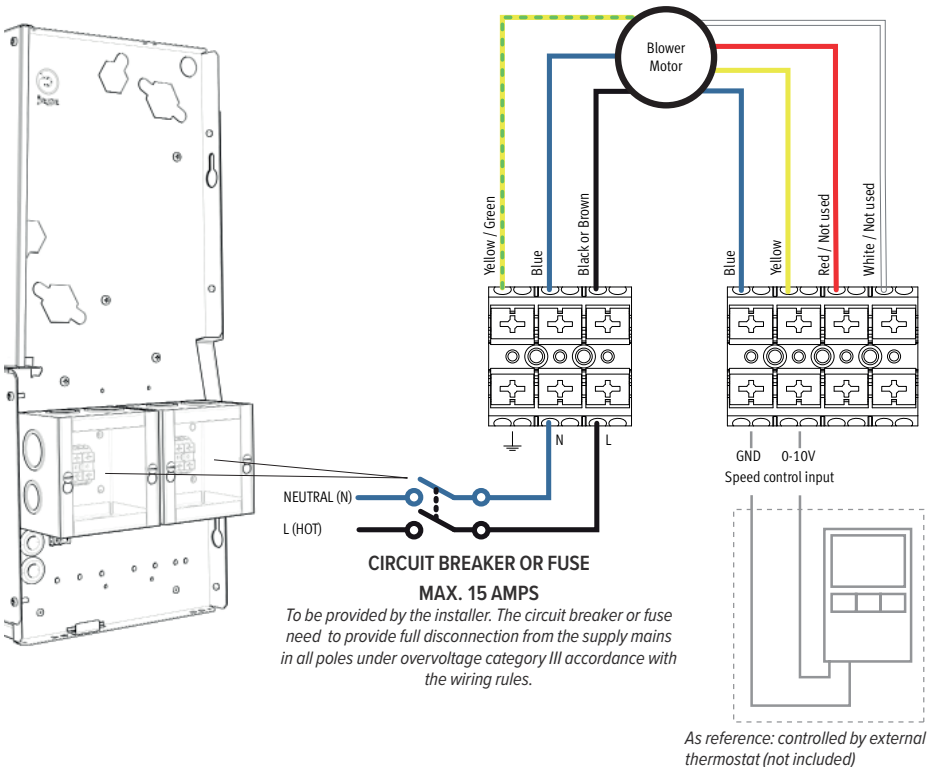 Blower
Motor
Yellow / Green
Blue
Black or Brown
Blue
Yellow
Red / Not used
White / Not used
N
L
GND
0-10V
Speed control input
NEUTRAL (N)
L (HOT)
CIRCUIT BREAKER OR FUSE
MAX. 15 AMPS
To be provided by the installer. The circuit breaker or fuse
need to provide full disconnection from the supply mains
in all poles under overvoltage category III accordance with
the wiring rules.
As reference: controlled by external
thermostat (not included)